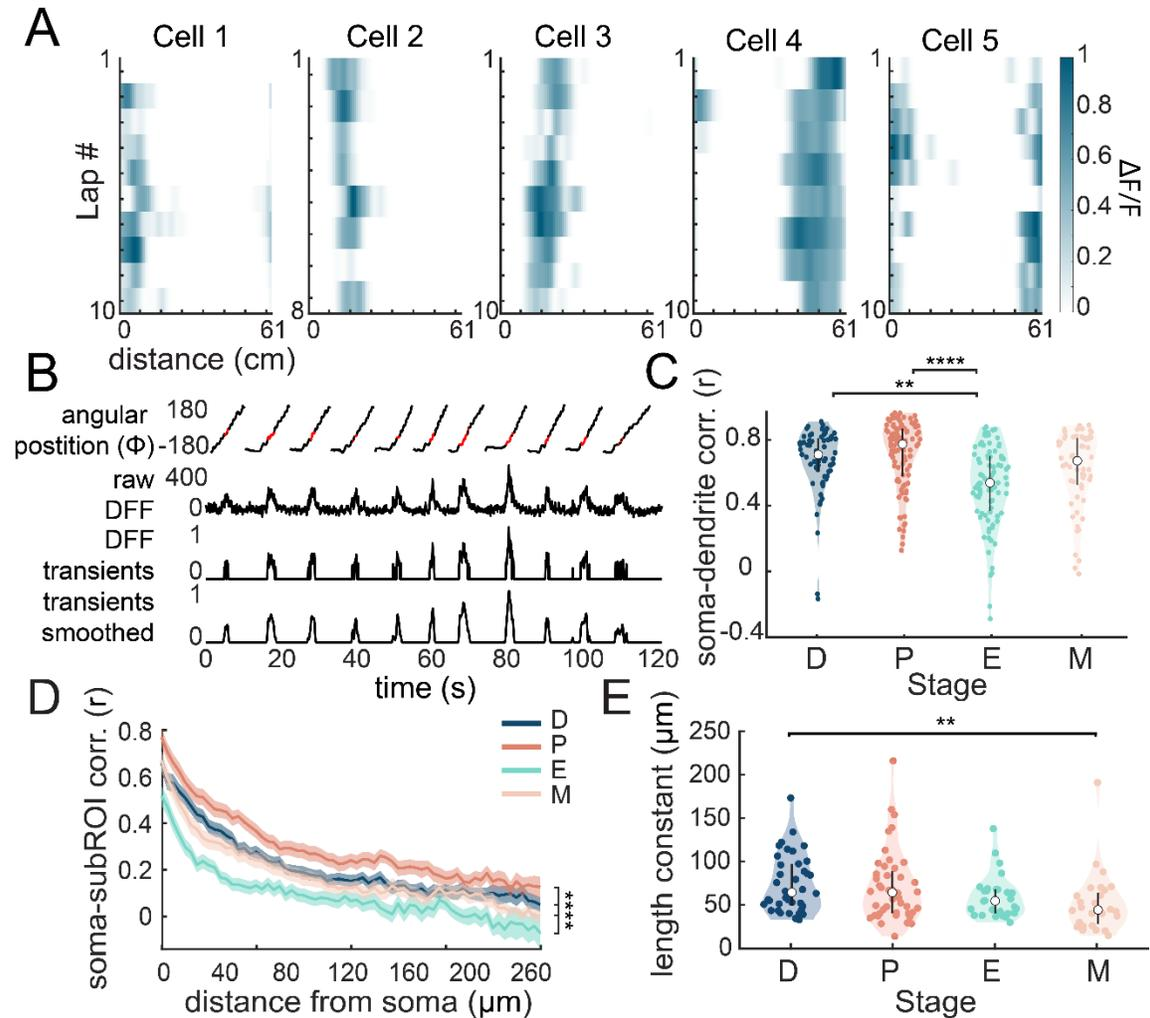 A
Cell 1
Cell 2
Cell 3
Cell 4
Cell 5
1
1
1
1
1
Lap #
10
8
10
10
10
0
61
0
61
0
61
0
61
0
61
distance (cm)
1
0.8
0.6
0.4
0.2
0
ΔF/F
B
angular
postition (Φ)
180
-180
raw
DFF
400
0
DFF
transients
1
0
transients
smoothed
1
0
0 20 40 60 80 100 120
time (s)
C
soma-dendrite corr. (r)
0.8
0.4
0
-0.4
****
**
D P E M
Stage
D
soma-subROI corr. (r)
0.8
0.6
0.4
0.2
0
D
P
E
M
****
0 40 80 120 160 200 260
distance from soma (µm)
E
length constant (µm)
250
200
150
100
50
0
**
D P E M
Stage